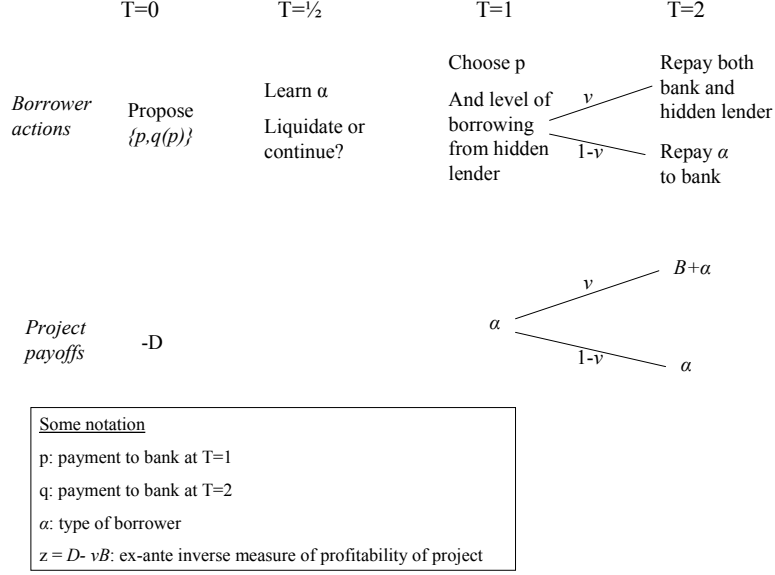 T=0 T=½ T=1 T=2
Borrower
actions
Propose
{p,q(p)}
Learn α
Liquidate or
continue?
Choose p
And level of
borrowing
from hidden
lender
v
1-v
Repay both
bank and
hidden lender
Repay α
to bank
Project
payoffs
-D
α
v
1-v
B+α
α
Some notation
p: payment to bank at T=1
q: payment to bank at T=2
α: type of borrower
z = D- vB: ex-ante inverse measure of profitability of project